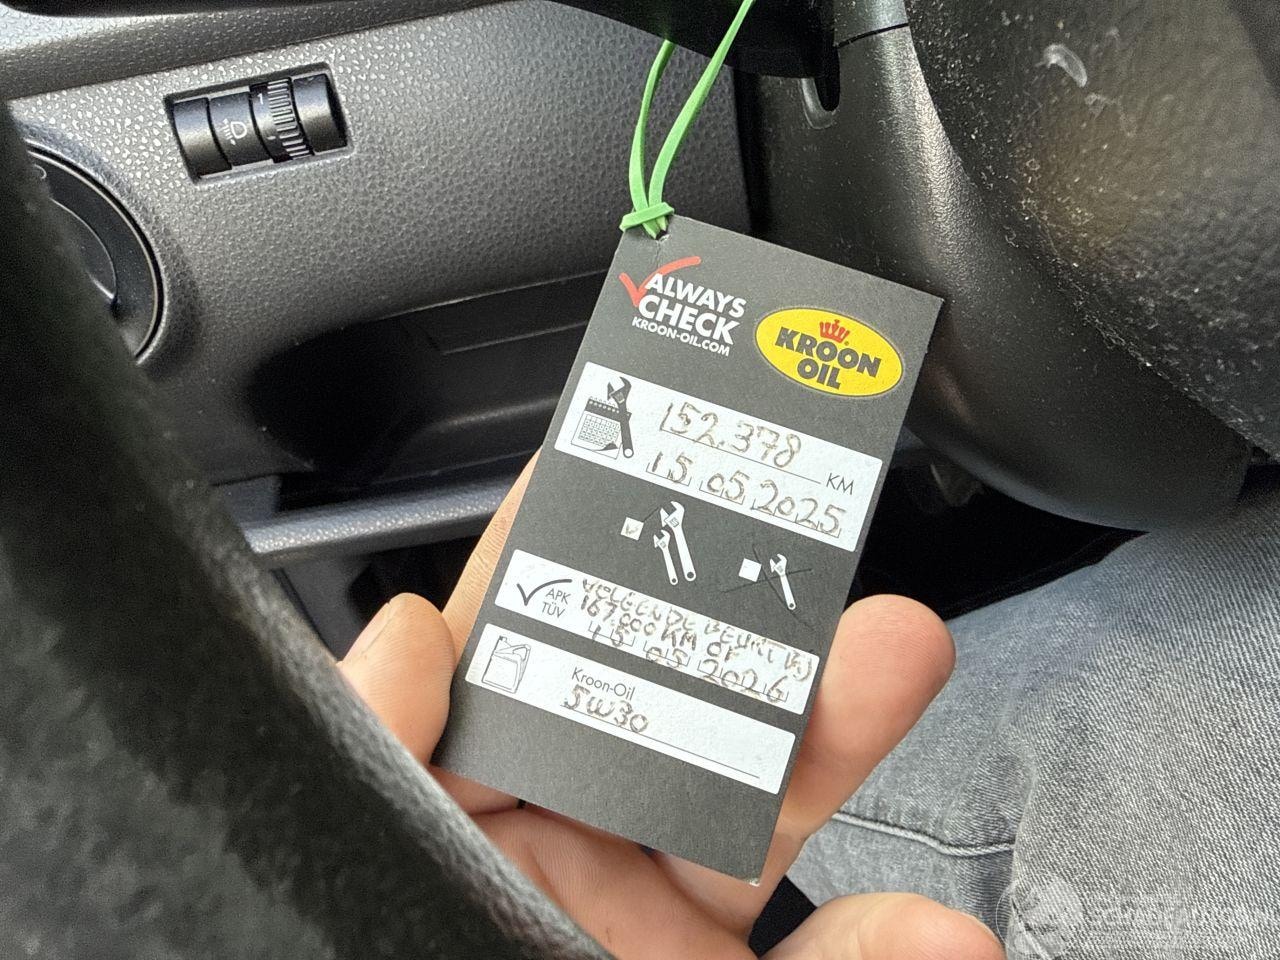 ALWAYS
CHECK
KROON-OIL.COM
KROON
OIL
152.378 KM
15.05.2025
APK
TÜV
VOLGENDE BEURT BIJ
167.000 KM OF
15 05 2026
Kroon-Oil
5W30